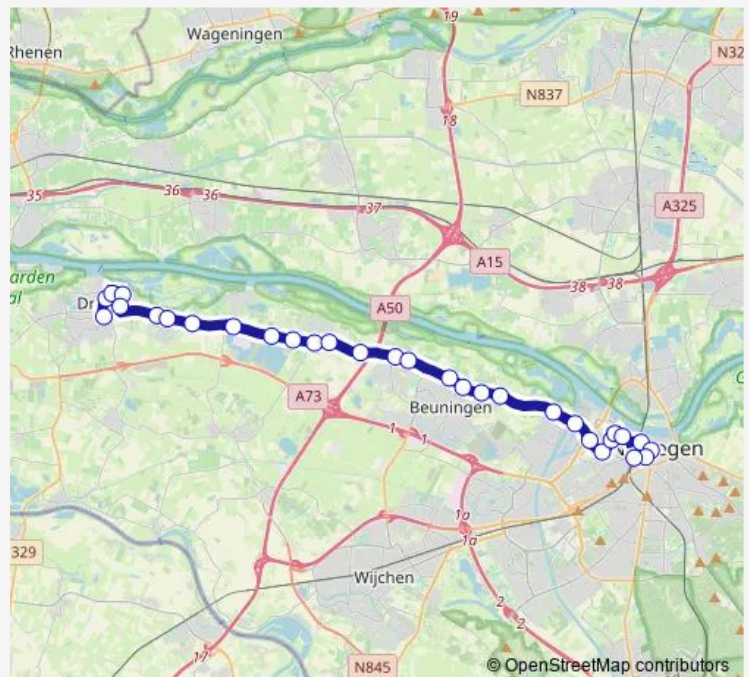 19
Wageningen
Rhenen
N32
N837
18
35
36
36
37
A325
A15
38
38
arden
al
Dr
A50
A73
Beuningen
1
1
N
egen
1a
1a
329
Wijchen
2
2
17
N845
© OpenStreetMap contributors